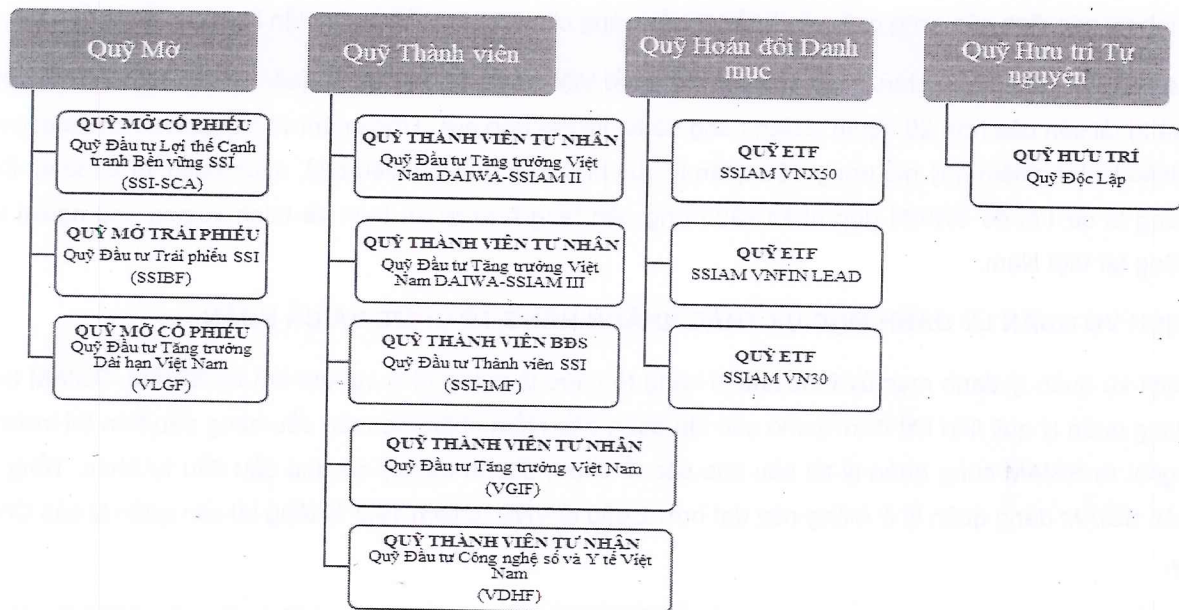 Quỹ Mở
QUỸ MỞ CỔ PHIẾU
Quỹ Đầu tư Lợi thế Cạnh
tranh Bền vững SSI
(SSI-SCA)
QUỸ MỞ TRÁI PHIẾU
Quỹ Đầu tư Trái phiếu SSI
(SSIBF)
QUỸ MỞ CỔ PHIẾU
Quỹ Đầu tư Tăng trưởng
Dài hạn Việt Nam
(VLGF)
Quỹ Thành viên
QUỸ THÀNH VIÊN TƯ NHÂN
Quỹ Đầu tư Tăng trưởng Việt
Nam DAIWA-SSIAM II
QUỸ THÀNH VIÊN TƯ NHÂN
Quỹ Đầu tư Tăng trưởng Việt
Nam DAIWA-SSIAM III
QUỸ THÀNH VIÊN BĐS
Quỹ Đầu tư Thành viên SSI
(SSI-IMF)
QUỸ THÀNH VIÊN TƯ NHÂN
Quỹ Đầu tư Tăng trưởng Việt Nam
(VGIF)
QUỸ THÀNH VIÊN TƯ NHÂN
Quỹ Đầu tư Công nghệ số và Y tế Việt
Nam
(VDHF)
Quỹ Hoán đổi Danh
mục
QUỸ ETF
SSIAM VNX50
QUỸ ETF
SSIAM VNFIN LEAD
QUỸ ETF
SSIAM VN30
Quỹ Hưu trí Tự
nguyện
QUỸ HƯU TRÍ
Quỹ Độc Lập